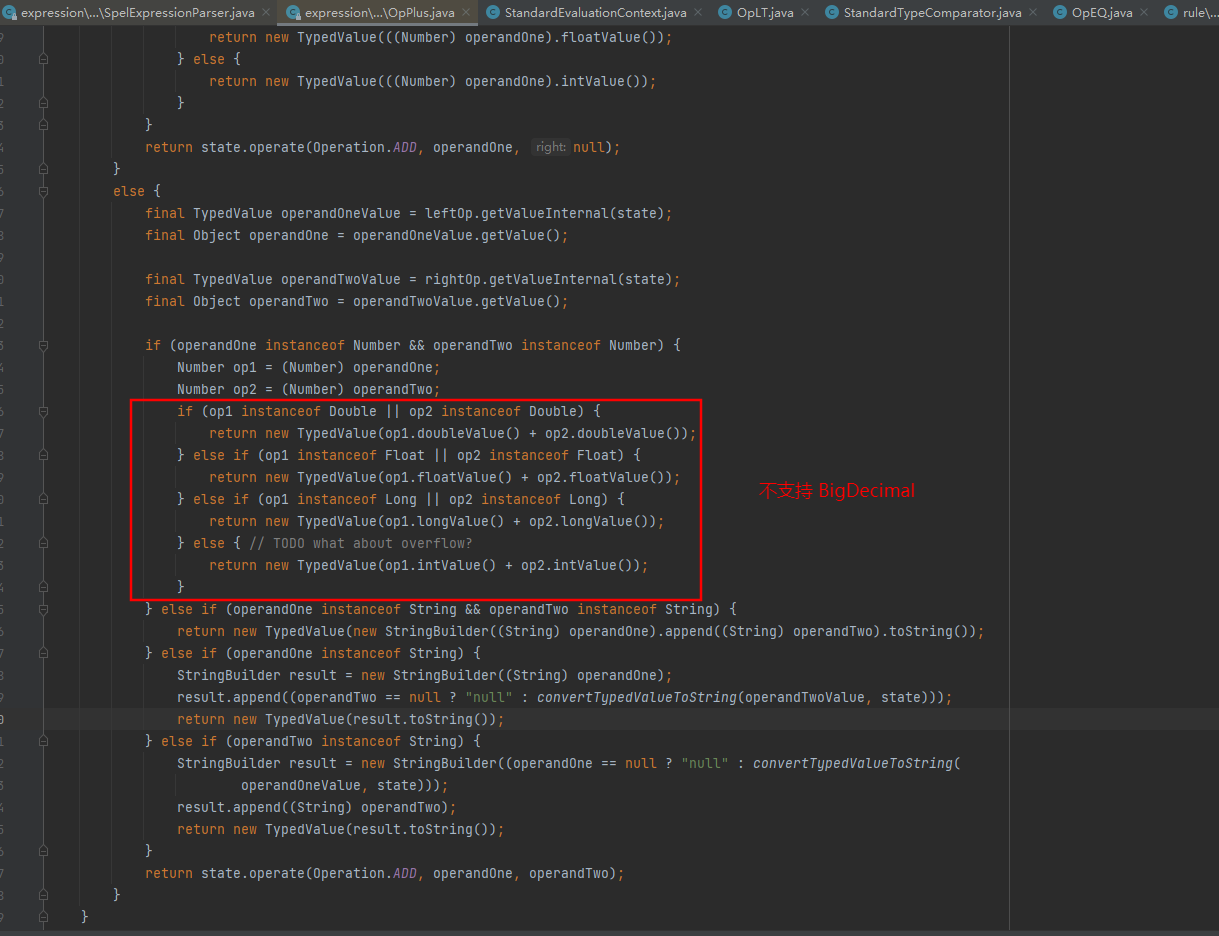 expression\...\SpelExpressionParser.java × expression\...\OpPlus.java × StandardEvaluationContext.java × OpLT.java × StandardTypeComparator.java × OpEQ.java × rule\...
return new TypedValue(((Number) operandOne).floatValue());
} else {
return new TypedValue(((Number) operandOne).intValue());
}
}
return state.operate(Operation.ADD, operandOne, right: null);
}
else {
final TypedValue operandOneValue = leftOp.getValueInternal(state);
final Object operandOne = operandOneValue.getValue();
final TypedValue operandTwoValue = rightOp.getValueInternal(state);
final Object operandTwo = operandTwoValue.getValue();
if (operandOne instanceof Number && operandTwo instanceof Number) {
Number op1 = (Number) operandOne;
Number op2 = (Number) operandTwo;
if (op1 instanceof Double || op2 instanceof Double) {
return new TypedValue(op1.doubleValue() + op2.doubleValue());
} else if (op1 instanceof Float || op2 instanceof Float) {
return new TypedValue(op1.floatValue() + op2.floatValue());
} else if (op1 instanceof Long || op2 instanceof Long) {
不支持 BigDecimal
return new TypedValue(op1.longValue() + op2.longValue());
} else { // TODO what about overflow?
return new TypedValue(op1.intValue() + op2.intValue());
}
} else if (operandOne instanceof String && operandTwo instanceof String) {
return new TypedValue(new StringBuilder((String) operandOne).append((String) operandTwo).toString());
} else if (operandOne instanceof String) {
StringBuilder result = new StringBuilder((String) operandOne);
result.append((operandTwo == null ? "null" : convertTypedValueToString(operandTwoValue, state)));
return new TypedValue(result.toString());
} else if (operandTwo instanceof String) {
StringBuilder result = new StringBuilder((operandOne == null ? "null" : convertTypedValueToString(
operandOneValue, state)));
result.append((String) operandTwo);
return new TypedValue(result.toString());
}
return state.operate(Operation.ADD, operandOne, operandTwo);
}
}